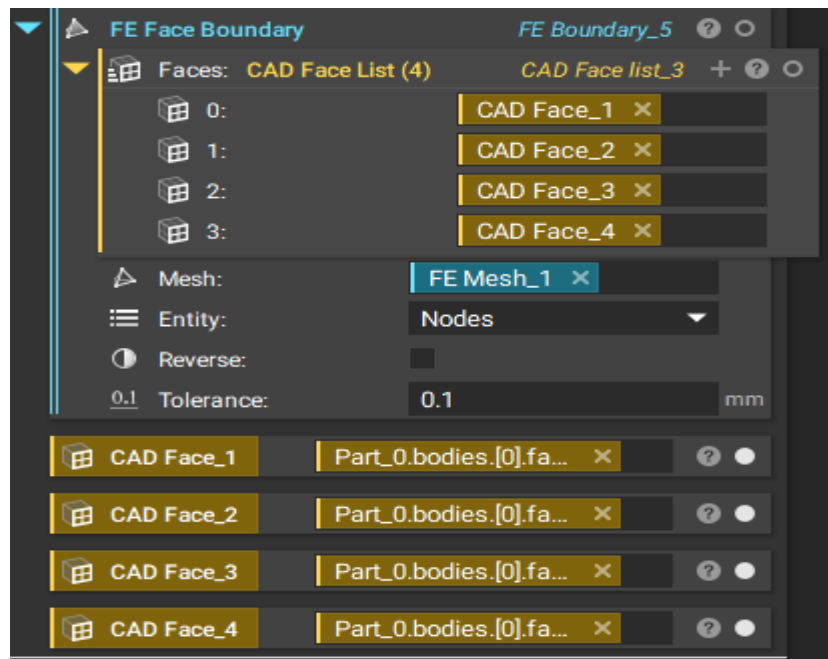 FE Face Boundary FE Boundary_5 ?
Faces: CAD Face List (4) CAD Face list_3 + ?
0: CAD Face_1 ×
1: CAD Face_2 ×
2: CAD Face_3 ×
3: CAD Face_4 ×
Mesh: FE Mesh_1 ×
Entity: Nodes
Reverse:
0.1 Tolerance: 0.1 mm
CAD Face_1 Part_0.bodies.[0].fa... × ?
CAD Face_2 Part_0.bodies.[0].fa... × ?
CAD Face_3 Part_0.bodies.[0].fa... × ?
CAD Face_4 Part_0.bodies.[0].fa... × ?